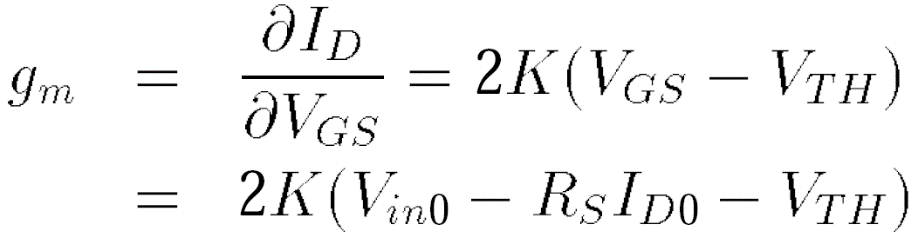 g_m = ∂I_D/∂V_GS = 2K(V_GS − V_TH)
= 2K(V_in0 − R_S I_D0 − V_TH)